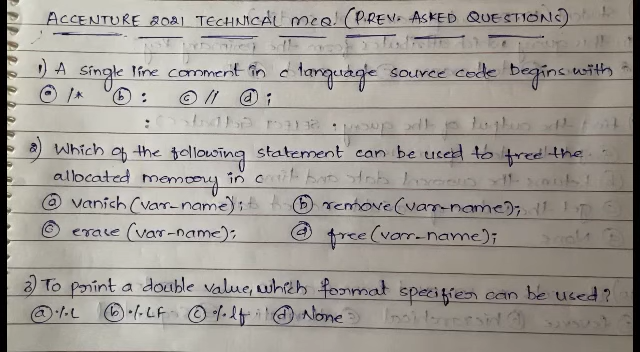 ACCENTURE 2021 TECHNICAL MCQ (PREV. ASKED QUESTIONS)
1) A single line comment in c language source code begins with
ⓐ /* ⓑ : ⓒ // ⓓ ;
2) Which of the following statement can be used to free the
allocated memory in c
ⓐ vanish(var-name); ⓑ remove(var-name);
ⓒ erase(var-name); ⓓ free(var-name);
3) To print a double value, which format specifier can be used?
ⓐ %L ⓑ %LF ⓒ %lf ⓓ None